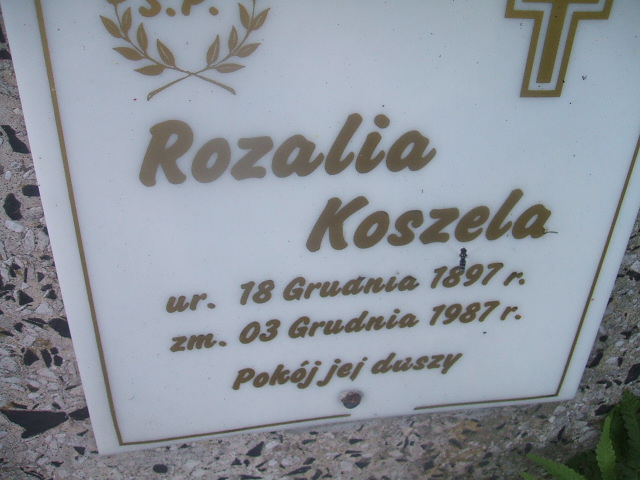 Ś.P.
Rozalia
Koszela
ur. 18 Grudnia 1897 r.
zm. 03 Grudnia 1987 r.
Pokój jej duszy